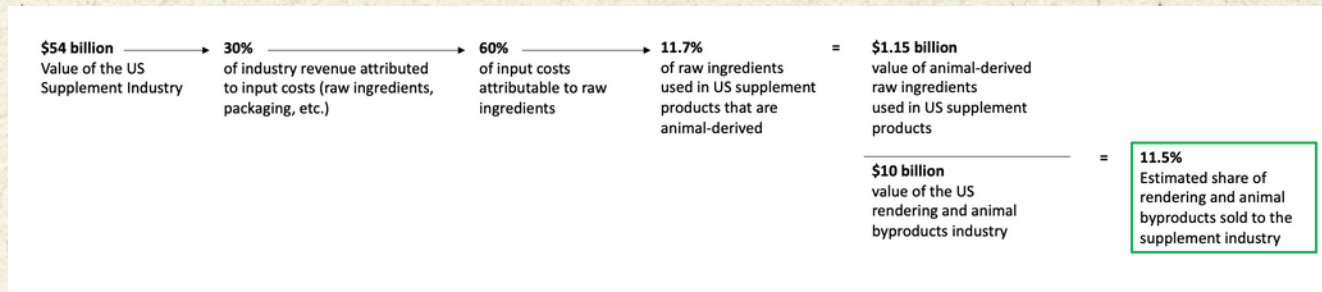 $54 billion
Value of the US
Supplement Industry
30%
of industry revenue attributed
to input costs (raw ingredients,
packaging, etc.)
60%
of input costs
attributable to raw
ingredients
11.7%
of raw ingredients
used in US supplement
products that are
animal-derived
=
$1.15 billion
value of animal-derived
raw ingredients
used in US supplement
products
$10 billion
value of the US
rendering and animal
byproducts industry
=
11.5%
Estimated share of
rendering and animal
byproducts sold to the
supplement industry